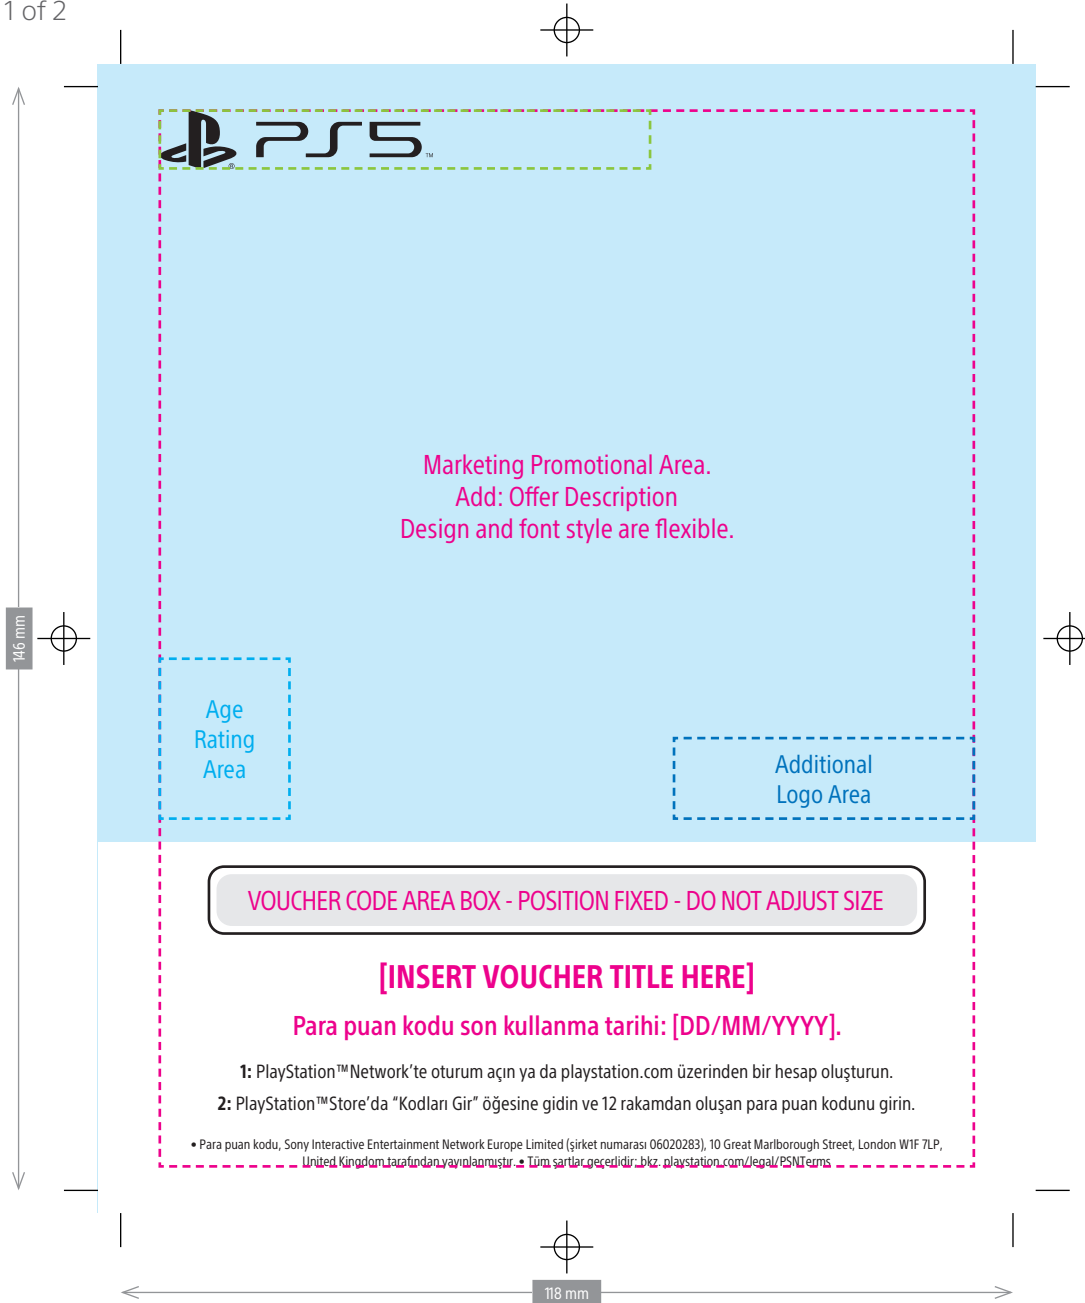 1 of 2
PS5
™
®
Marketing Promotional Area.
Add: Offer Description
Design and font style are flexible.
146 mm
Age
Rating
Area
Additional
Logo Area
VOUCHER CODE AREA BOX - POSITION FIXED - DO NOT ADJUST SIZE
[INSERT VOUCHER TITLE HERE]
Para puan kodu son kullanma tarihi: [DD/MM/YYYY].
1: PlayStation™Network’te oturum açın ya da playstation.com üzerinden bir hesap oluşturun.
2: PlayStation™Store’da “Kodları Gir” öğesine gidin ve 12 rakamdan oluşan para puan kodunu girin.
• Para puan kodu, Sony Interactive Entertainment Network Europe Limited (şirket numarası 06020283), 10 Great Marlborough Street, London W1F 7LP,
United Kingdom tarafından yayınlanmıştır. • Tüm şartlar geçerlidir: bkz. playstation.com/legal/PSNTerms
118 mm